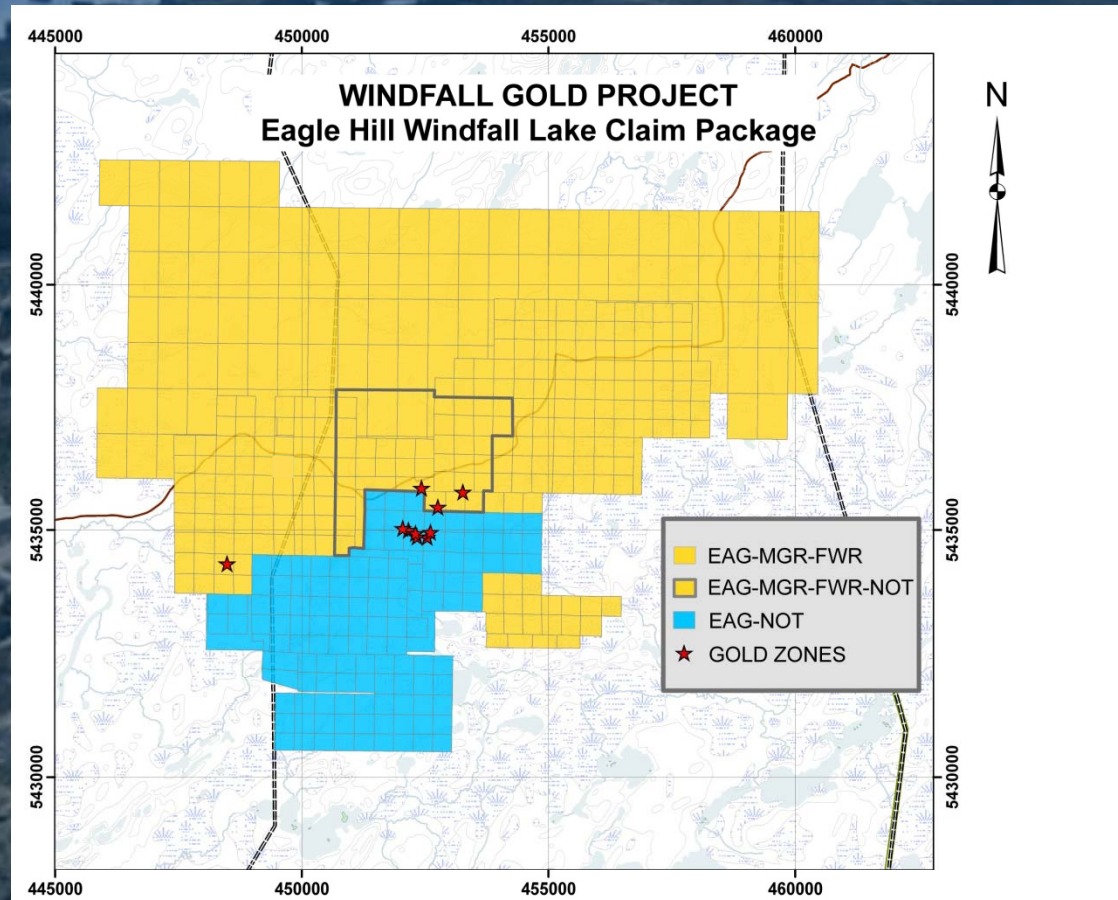 445000 450000 455000 460000
WINDFALL GOLD PROJECT
Eagle Hill Windfall Lake Claim Package
N
5440000 5440000
5435000 5435000
EAG-MGR-FWR
EAG-MGR-FWR-NOT
EAG-NOT
GOLD ZONES
5430000 5430000
445000 450000 455000 460000